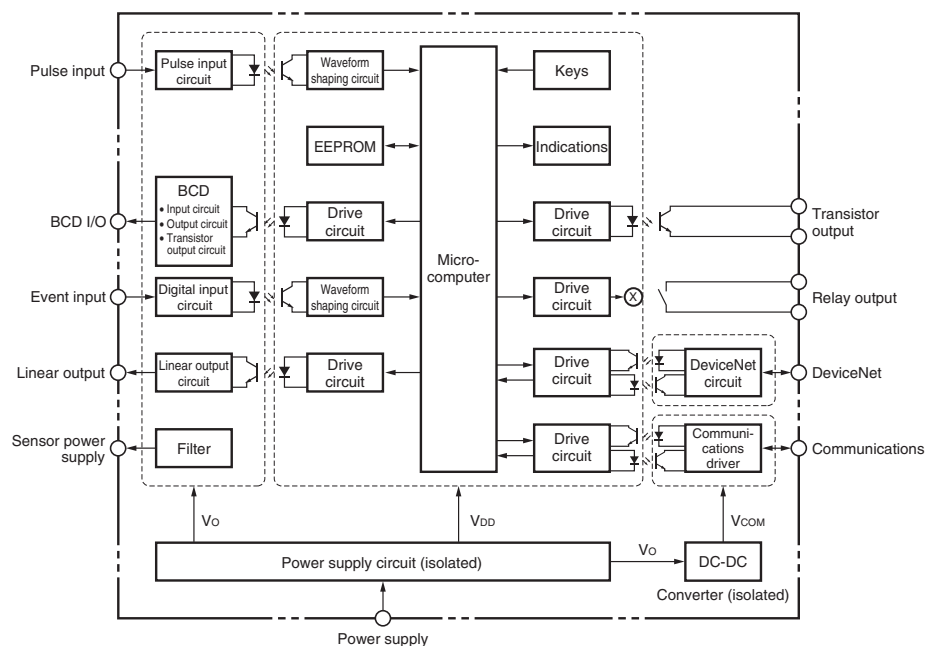 Pulse input
Pulse input
circuit
Waveform
shaping circuit
Keys
EEPROM
Indications
BCD I/O
BCD
• Input circuit
• Output circuit
• Transistor
output circuit
Drive
circuit
Micro-
computer
Drive
circuit
Transistor
output
Event input
Digital input
circuit
Waveform
shaping circuit
Drive
circuit
X
Relay output
Linear output
Linear output
circuit
Drive
circuit
Drive
circuit
DeviceNet
circuit
DeviceNet
Sensor power
supply
Filter
Drive
circuit
Communi-
cations
driver
Communications
VO
VDD
VCOM
Power supply circuit (isolated)
VO
DC-DC
Converter (isolated)
Power supply